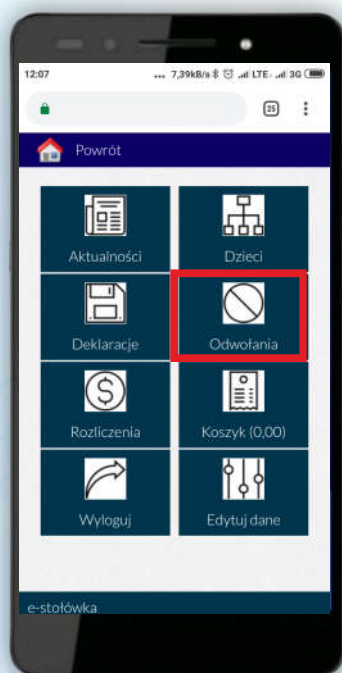 12:07 ... 7,39kB/s LTE 3G
25
Powrót
Aktualności
Dzieci
Deklaracje
Odwołania
Rozliczenia
Koszyk (0,00)
Wyloguj
Edytuj dane
e-stołówka